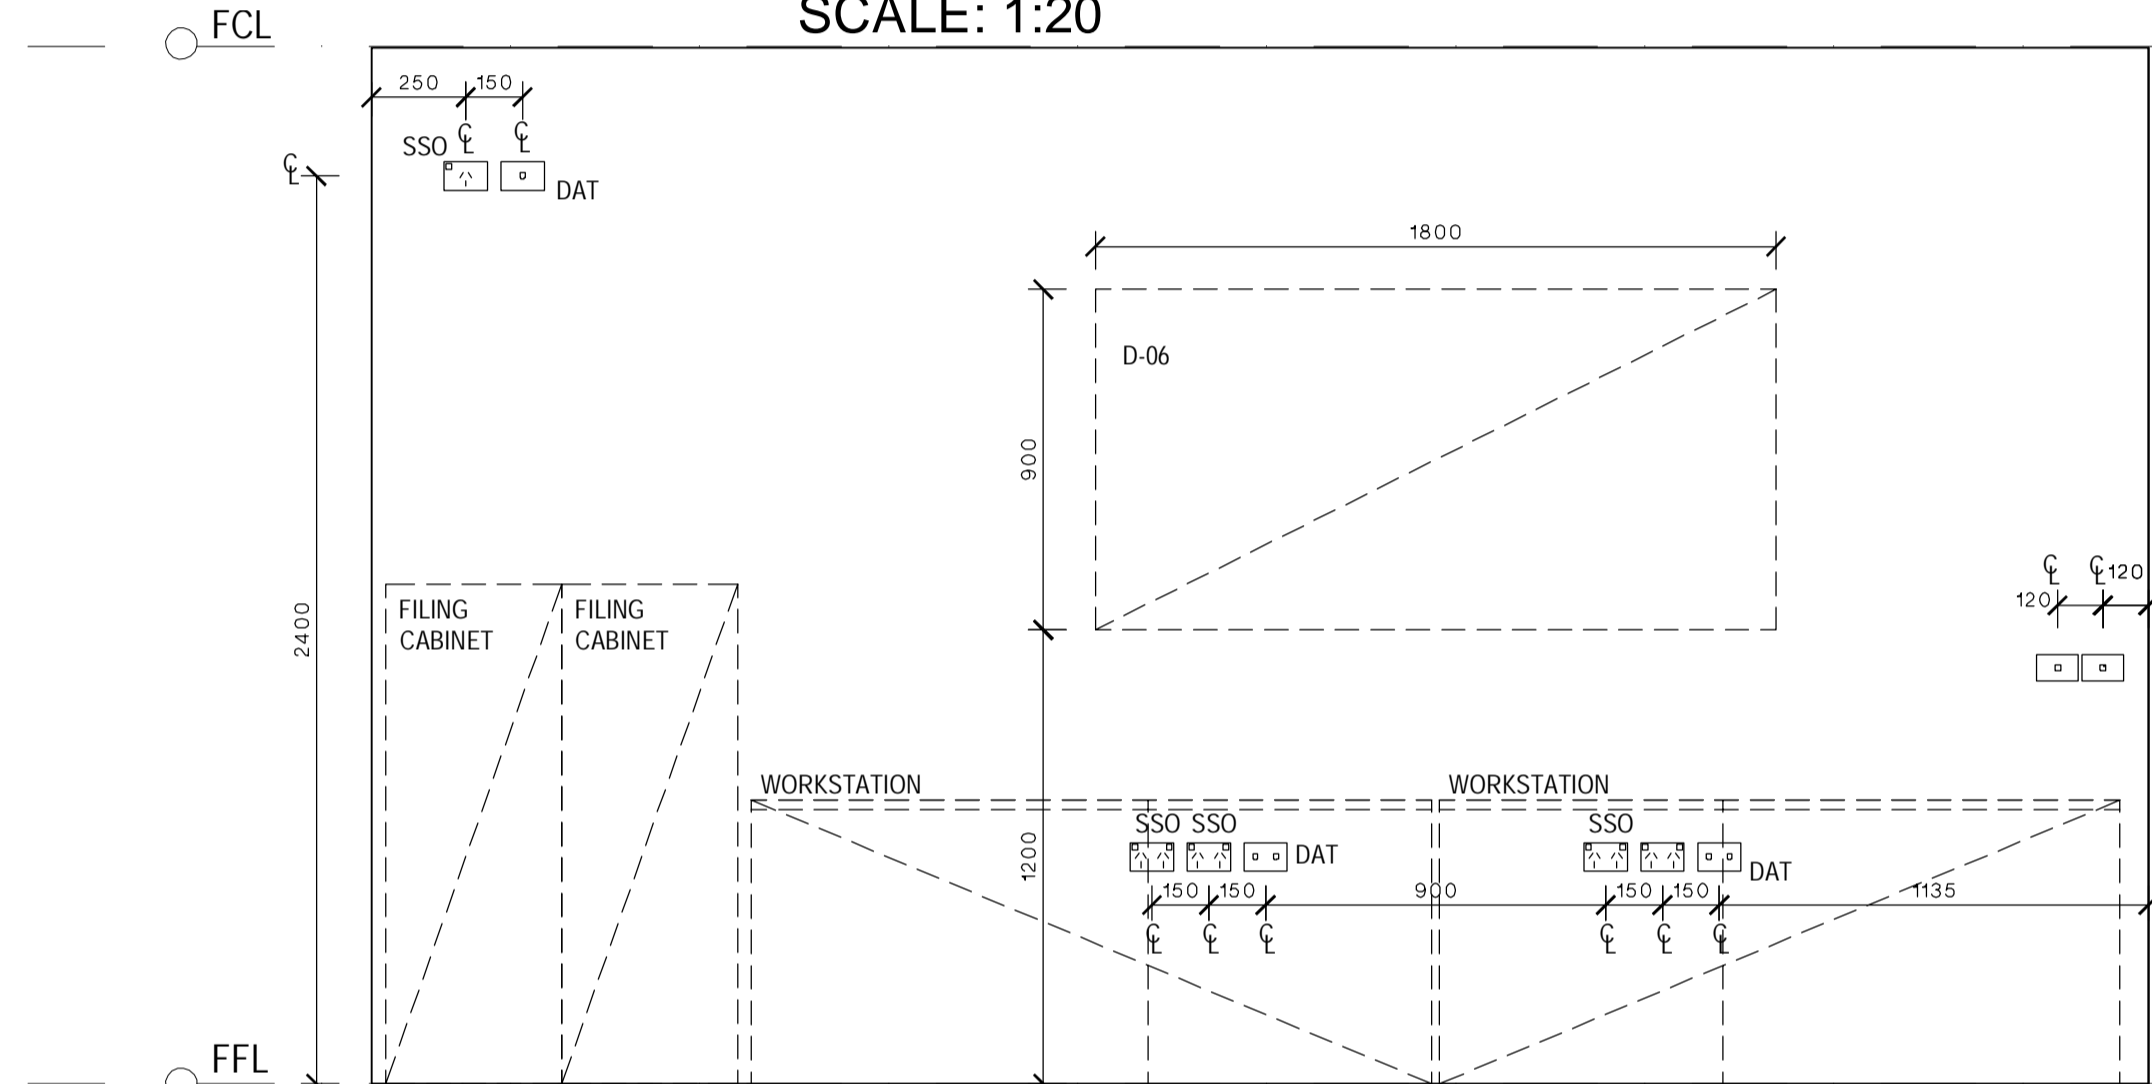 SCALE: 1:20
FCL
250 150
SSO ℄ ℄
℄
DAT
1800
D-06
900
2400
FILING
CABINET
FILING
CABINET
℄ ℄ 120
120
WORKSTATION
WORKSTATION
SSO SSO
DAT
SSO
DAT
1200
150 150 900 150 150 1135
℄ ℄ ℄ ℄ ℄ ℄
FFL